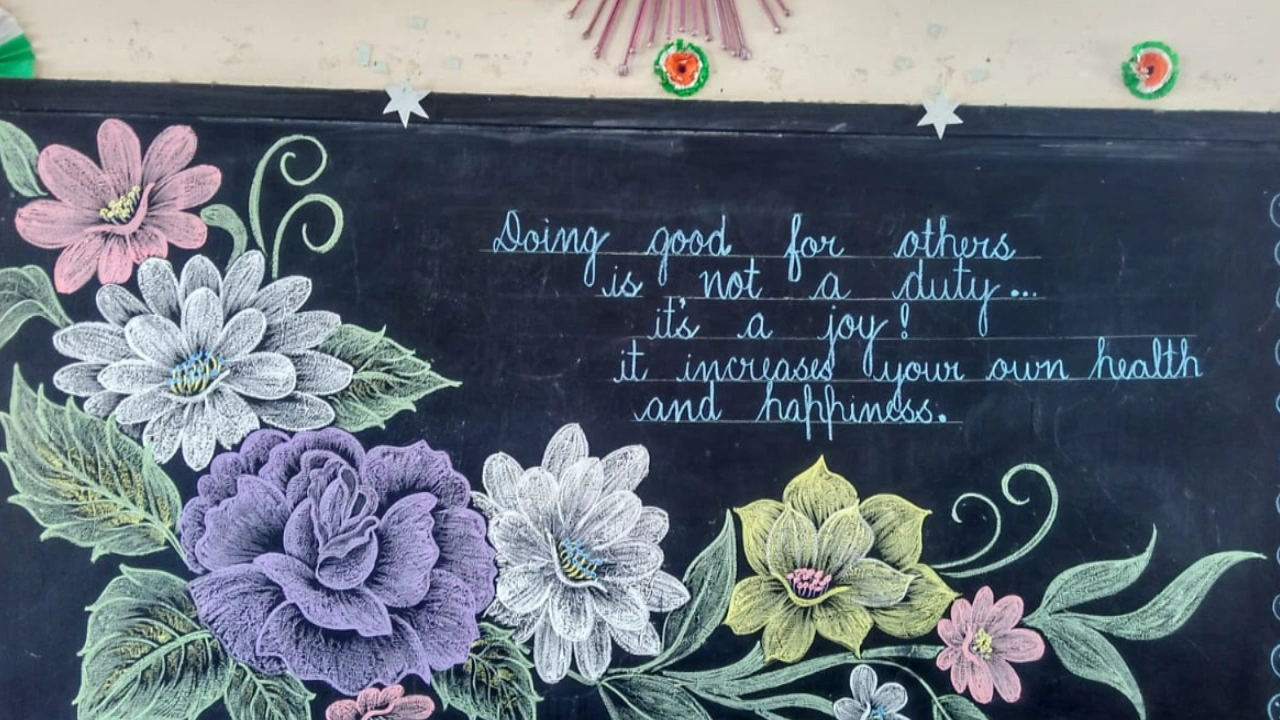 Doing good for others
is not a duty...
it's a joy!
it increases your own health
and happiness.